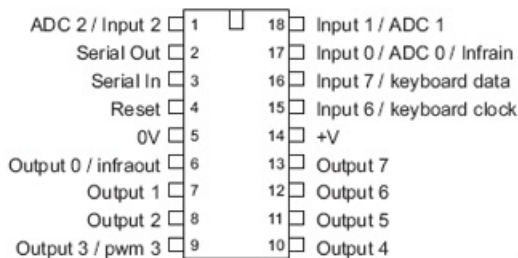 ADC 2 / Input 2 1 18 Input 1 / ADC 1
Serial Out 2 17 Input 0 / ADC 0 / Infrain
Serial In 3 16 Input 7 / keyboard data
Reset 4 15 Input 6 / keyboard clock
0V 5 14 +V
Output 0 / infraout 6 13 Output 7
Output 1 7 12 Output 6
Output 2 8 11 Output 5
Output 3 / pwm 3 9 10 Output 4